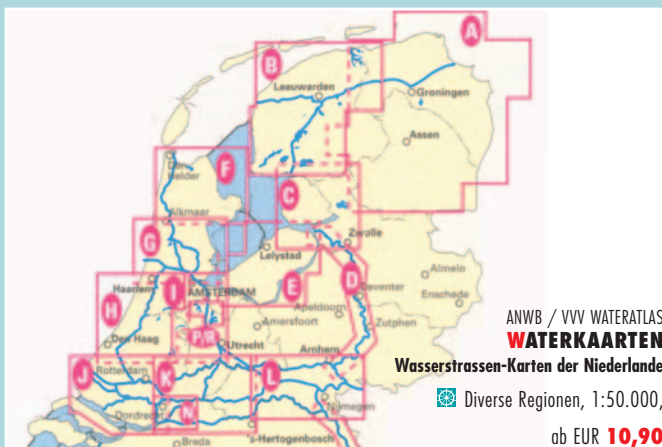 A
B
Leeuwarden
Groningen
Assen
Den Helder
F
C
Alkmaar
G
Zwolle
Lelystad
Haarlem
I
AMSTERDAM
E
D
Deventer
Almelo
H
Apeldoorn
Enschede
Amersfoort
Den Haag
P/R
Utrecht
Zutphen
Arnhem
J
Rotterdam
K
L
Dordrecht
N
Nijmegen
Breda
's-Hertogenbosch
ANWB / VVV WATERATLAS
WATERKAARTEN
Wasserstrassen-Karten der Niederlande
Diverse Regionen, 1:50.000,
ab EUR 10,90